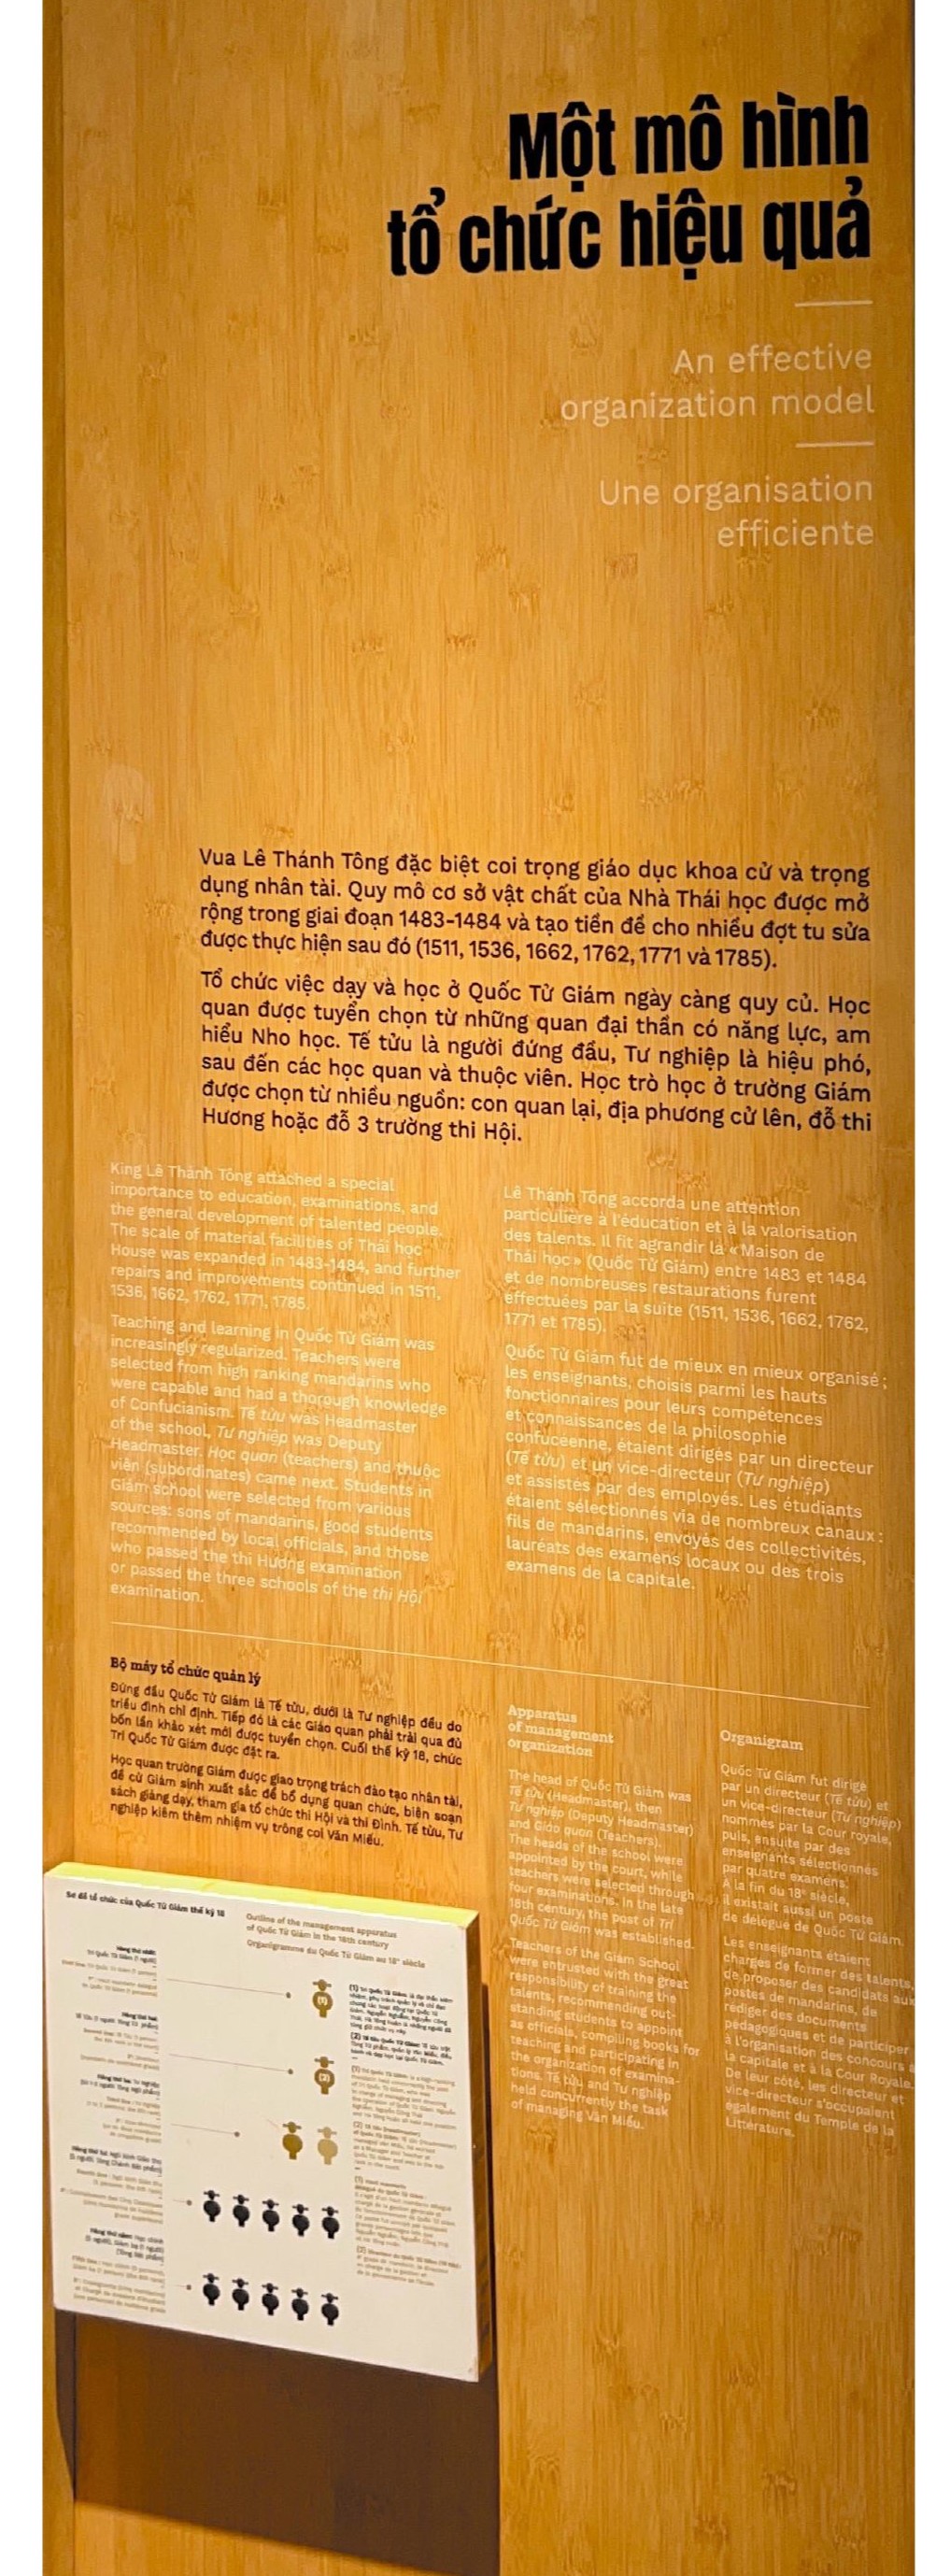 Một mô hình
tổ chức hiệu quả
An effective
organization model
Une organisation
efficiente
Vua Lê Thánh Tông đặc biệt coi trọng giáo dục khoa cử và trọng
dụng nhân tài. Quy mô cơ sở vật chất của Nhà Thái học được mở
rộng trong giai đoạn 1483-1484 và tạo tiền đề cho nhiều đợt tu sửa
được thực hiện sau đó (1511, 1536, 1662, 1762, 1771 và 1785).
Tổ chức việc dạy và học ở Quốc Tử Giám ngày càng quy củ. Học
quan được tuyển chọn từ những quan đại thần có năng lực, am
hiểu Nho học. Tế tửu là người đứng đầu, Tư nghiệp là hiệu phó,
sau đến các học quan và thuộc viên. Học trò học ở trường Giám
được chọn từ nhiều nguồn: con quan lại, địa phương cử lên, đỗ thi
Hương hoặc đỗ 3 trường thi Hội.
King Lê Thánh Tông attached a special
importance to education, examinations, and
the general development of talented people.
The scale of material facilities of Thái học
House was expanded in 1483-1484, and further
repairs and improvements continued in 1511,
1536, 1662, 1762, 1771, 1785.
Teaching and learning in Quốc Tử Giám was
increasingly regularized. Teachers were
selected from high ranking mandarins who
were capable and had a thorough knowledge
of Confucianism. Tế tửu was Headmaster
of the school, Tư nghiệp was Deputy
Headmaster. Học quan (teachers) and thuộc
viên (subordinates) came next. Students in
Giám school were selected from various
sources: sons of mandarins, good students
recommended by local officials, and those
who passed the thi Hương examination
or passed the three schools of the thi Hội
examination.
Lê Thánh Tông accorda une attention
particulière à l'éducation et à la valorisation
des talents. Il fit agrandir la « Maison de
Thái học » (Quốc Tử Giám) entre 1483 et 1484
et de nombreuses restaurations furent
effectuées par la suite (1511, 1536, 1662, 1762,
1771 et 1785).
Quốc Tử Giám fut de mieux en mieux organisé ;
les enseignants, choisis parmi les hauts
fonctionnaires pour leurs compétences
et connaissances de la philosophie
confucéenne, étaient dirigés par un directeur
(Tế tửu) et un vice-directeur (Tư nghiệp)
et assistés par des employés. Les étudiants
étaient sélectionnés via de nombreux canaux :
fils de mandarins, envoyés des collectivités,
lauréats des examens locaux ou des trois
examens de la capitale.
Bộ máy tổ chức quản lý
Đứng đầu Quốc Tử Giám là Tế tửu, dưới là Tư nghiệp đều do
triều đình chỉ định. Tiếp đó là các Giáo quan phải trải qua đủ
bốn lần khảo xét mới được tuyển chọn. Cuối thế kỷ 18, chức
Tri Quốc Tử Giám được đặt ra.
Học quan trường Giám được giao trọng trách đào tạo nhân tài,
đề cử Giám sinh xuất sắc để bổ dụng quan chức, biên soạn
sách giảng dạy, tham gia tổ chức thi Hội và thi Đình. Tế tửu, Tư
nghiệp kiêm thêm nhiệm vụ trông coi Văn Miếu.
Apparatus
of management
organization
The head of Quốc Tử Giám was
Tế tửu (Headmaster), then
Tư nghiệp (Deputy Headmaster)
and Giáo quan (Teachers).
The heads of the school were
appointed by the court, while
teachers were selected through
four examinations. In the late
18th century, the post of Tri
Quốc Tử Giám was established.
Teachers of the Giám School
were entrusted with the great
responsibility of training the
talents, recommending out-
standing students to appoint
as officials, compiling books for
teaching and participating in
the organization of examina-
tions. Tế tửu and Tư nghiệp
held concurrently the task
of managing Văn Miếu.
Organigram
Quốc Tử Giám fut dirigé
par un directeur (Tế tửu) et
un vice-directeur (Tư nghiệp)
nommés par la Cour royale,
puis, ensuite par des
enseignants sélectionnés
par quatre examens.
À la fin du 18e siècle,
il existait aussi un poste
de délégué de Quốc Tử Giám.
Les enseignants étaient
chargés de former des talents,
de proposer des candidats aux
postes de mandarins, de
rédiger des documents
pédagogiques et de participer
à l'organisation des concours à
la capitale et à la Cour Royale.
De leur côté, les directeur et
vice-directeur s'occupaient
également du Temple de la
Littérature.
Sơ đồ tổ chức của Quốc Tử Giám thế kỷ 18
Outline of the management apparatus
of Quốc Tử Giám in the 18th century
Organigramme du Quốc Tử Giám au 18e siècle
(1)
(2)